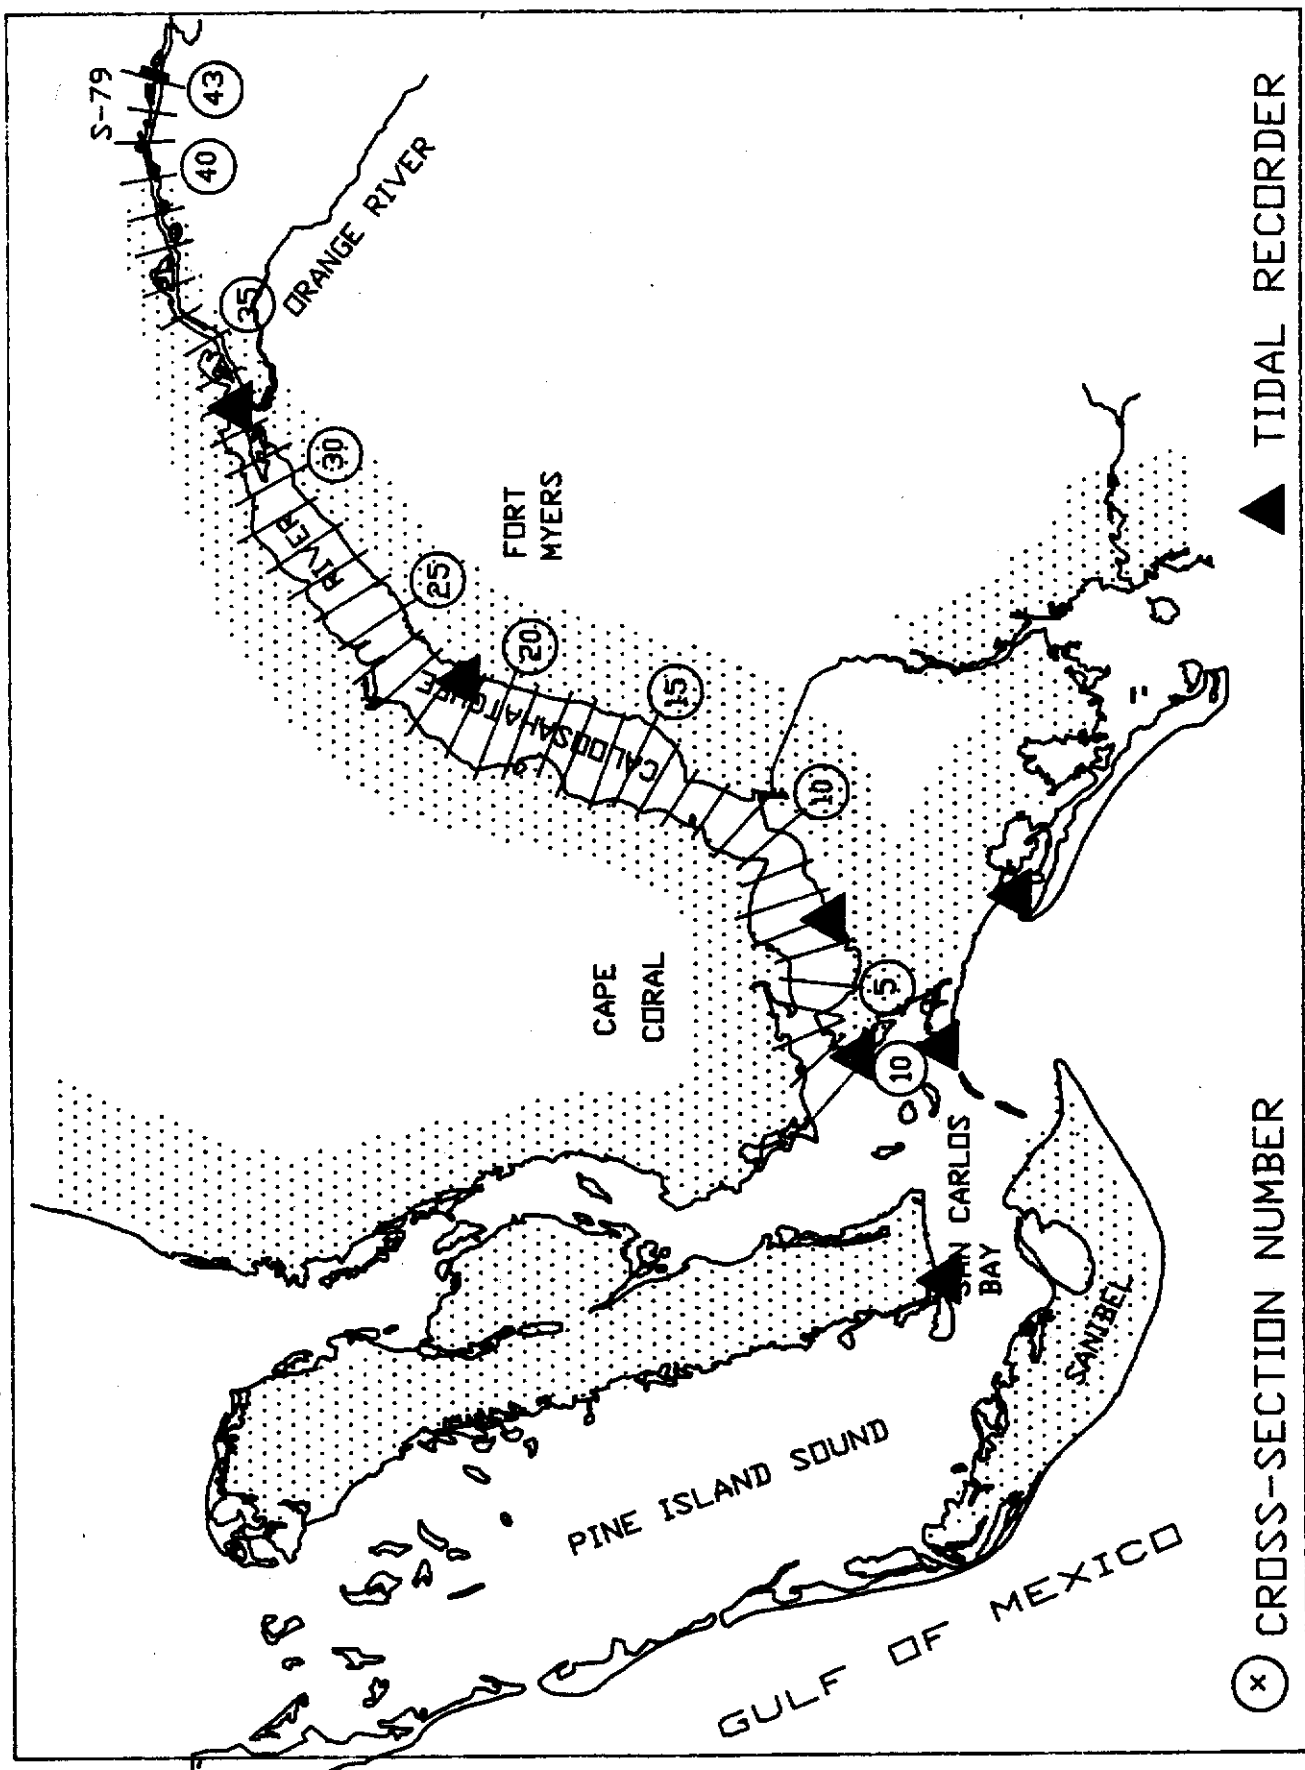 S-79
43
40
35
ORANGE RIVER
30
25
20
15
10
5
10
CALOOSAHATCHEE
RIVER
FORT
MYERS
CAPE
CORAL
SAN CARLOS
BAY
SANIBEL
PINE ISLAND SOUND
GULF OF MEXICO
x CROSS-SECTION NUMBER
TIDAL RECORDER